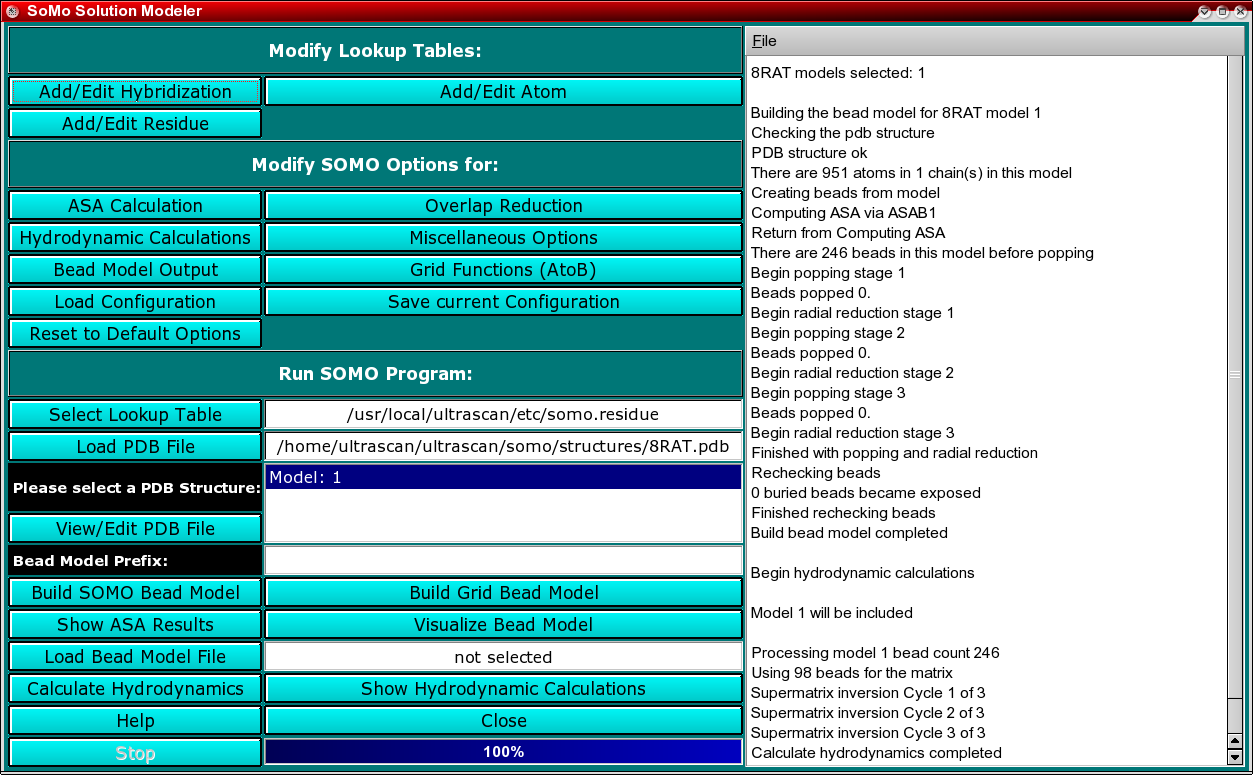 SoMo Solution Modeler
Modify Lookup Tables:
Add/Edit Hybridization
Add/Edit Atom
Add/Edit Residue
Modify SOMO Options for:
ASA Calculation
Overlap Reduction
Hydrodynamic Calculations
Miscellaneous Options
Bead Model Output
Grid Functions (AtoB)
Load Configuration
Save current Configuration
Reset to Default Options
Run SOMO Program:
Select Lookup Table
/usr/local/ultrascan/etc/somo.residue
Load PDB File
/home/ultrascan/ultrascan/somo/structures/8RAT.pdb
Please select a PDB Structure:
Model: 1
View/Edit PDB File
Bead Model Prefix:
Build SOMO Bead Model
Build Grid Bead Model
Show ASA Results
Visualize Bead Model
Load Bead Model File
not selected
Calculate Hydrodynamics
Show Hydrodynamic Calculations
Help
Close
Stop
100%
File
8RAT models selected: 1
Building the bead model for 8RAT model 1
Checking the pdb structure
PDB structure ok
There are 951 atoms in 1 chain(s) in this model
Creating beads from model
Computing ASA via ASAB1
Return from Computing ASA
There are 246 beads in this model before popping
Begin popping stage 1
Beads popped 0.
Begin radial reduction stage 1
Begin popping stage 2
Beads popped 0.
Begin radial reduction stage 2
Begin popping stage 3
Beads popped 0.
Begin radial reduction stage 3
Finished with popping and radial reduction
Rechecking beads
0 buried beads became exposed
Finished rechecking beads
Build bead model completed
Begin hydrodynamic calculations
Model 1 will be included
Processing model 1 bead count 246
Using 98 beads for the matrix
Supermatrix inversion Cycle 1 of 3
Supermatrix inversion Cycle 2 of 3
Supermatrix inversion Cycle 3 of 3
Calculate hydrodynamics completed